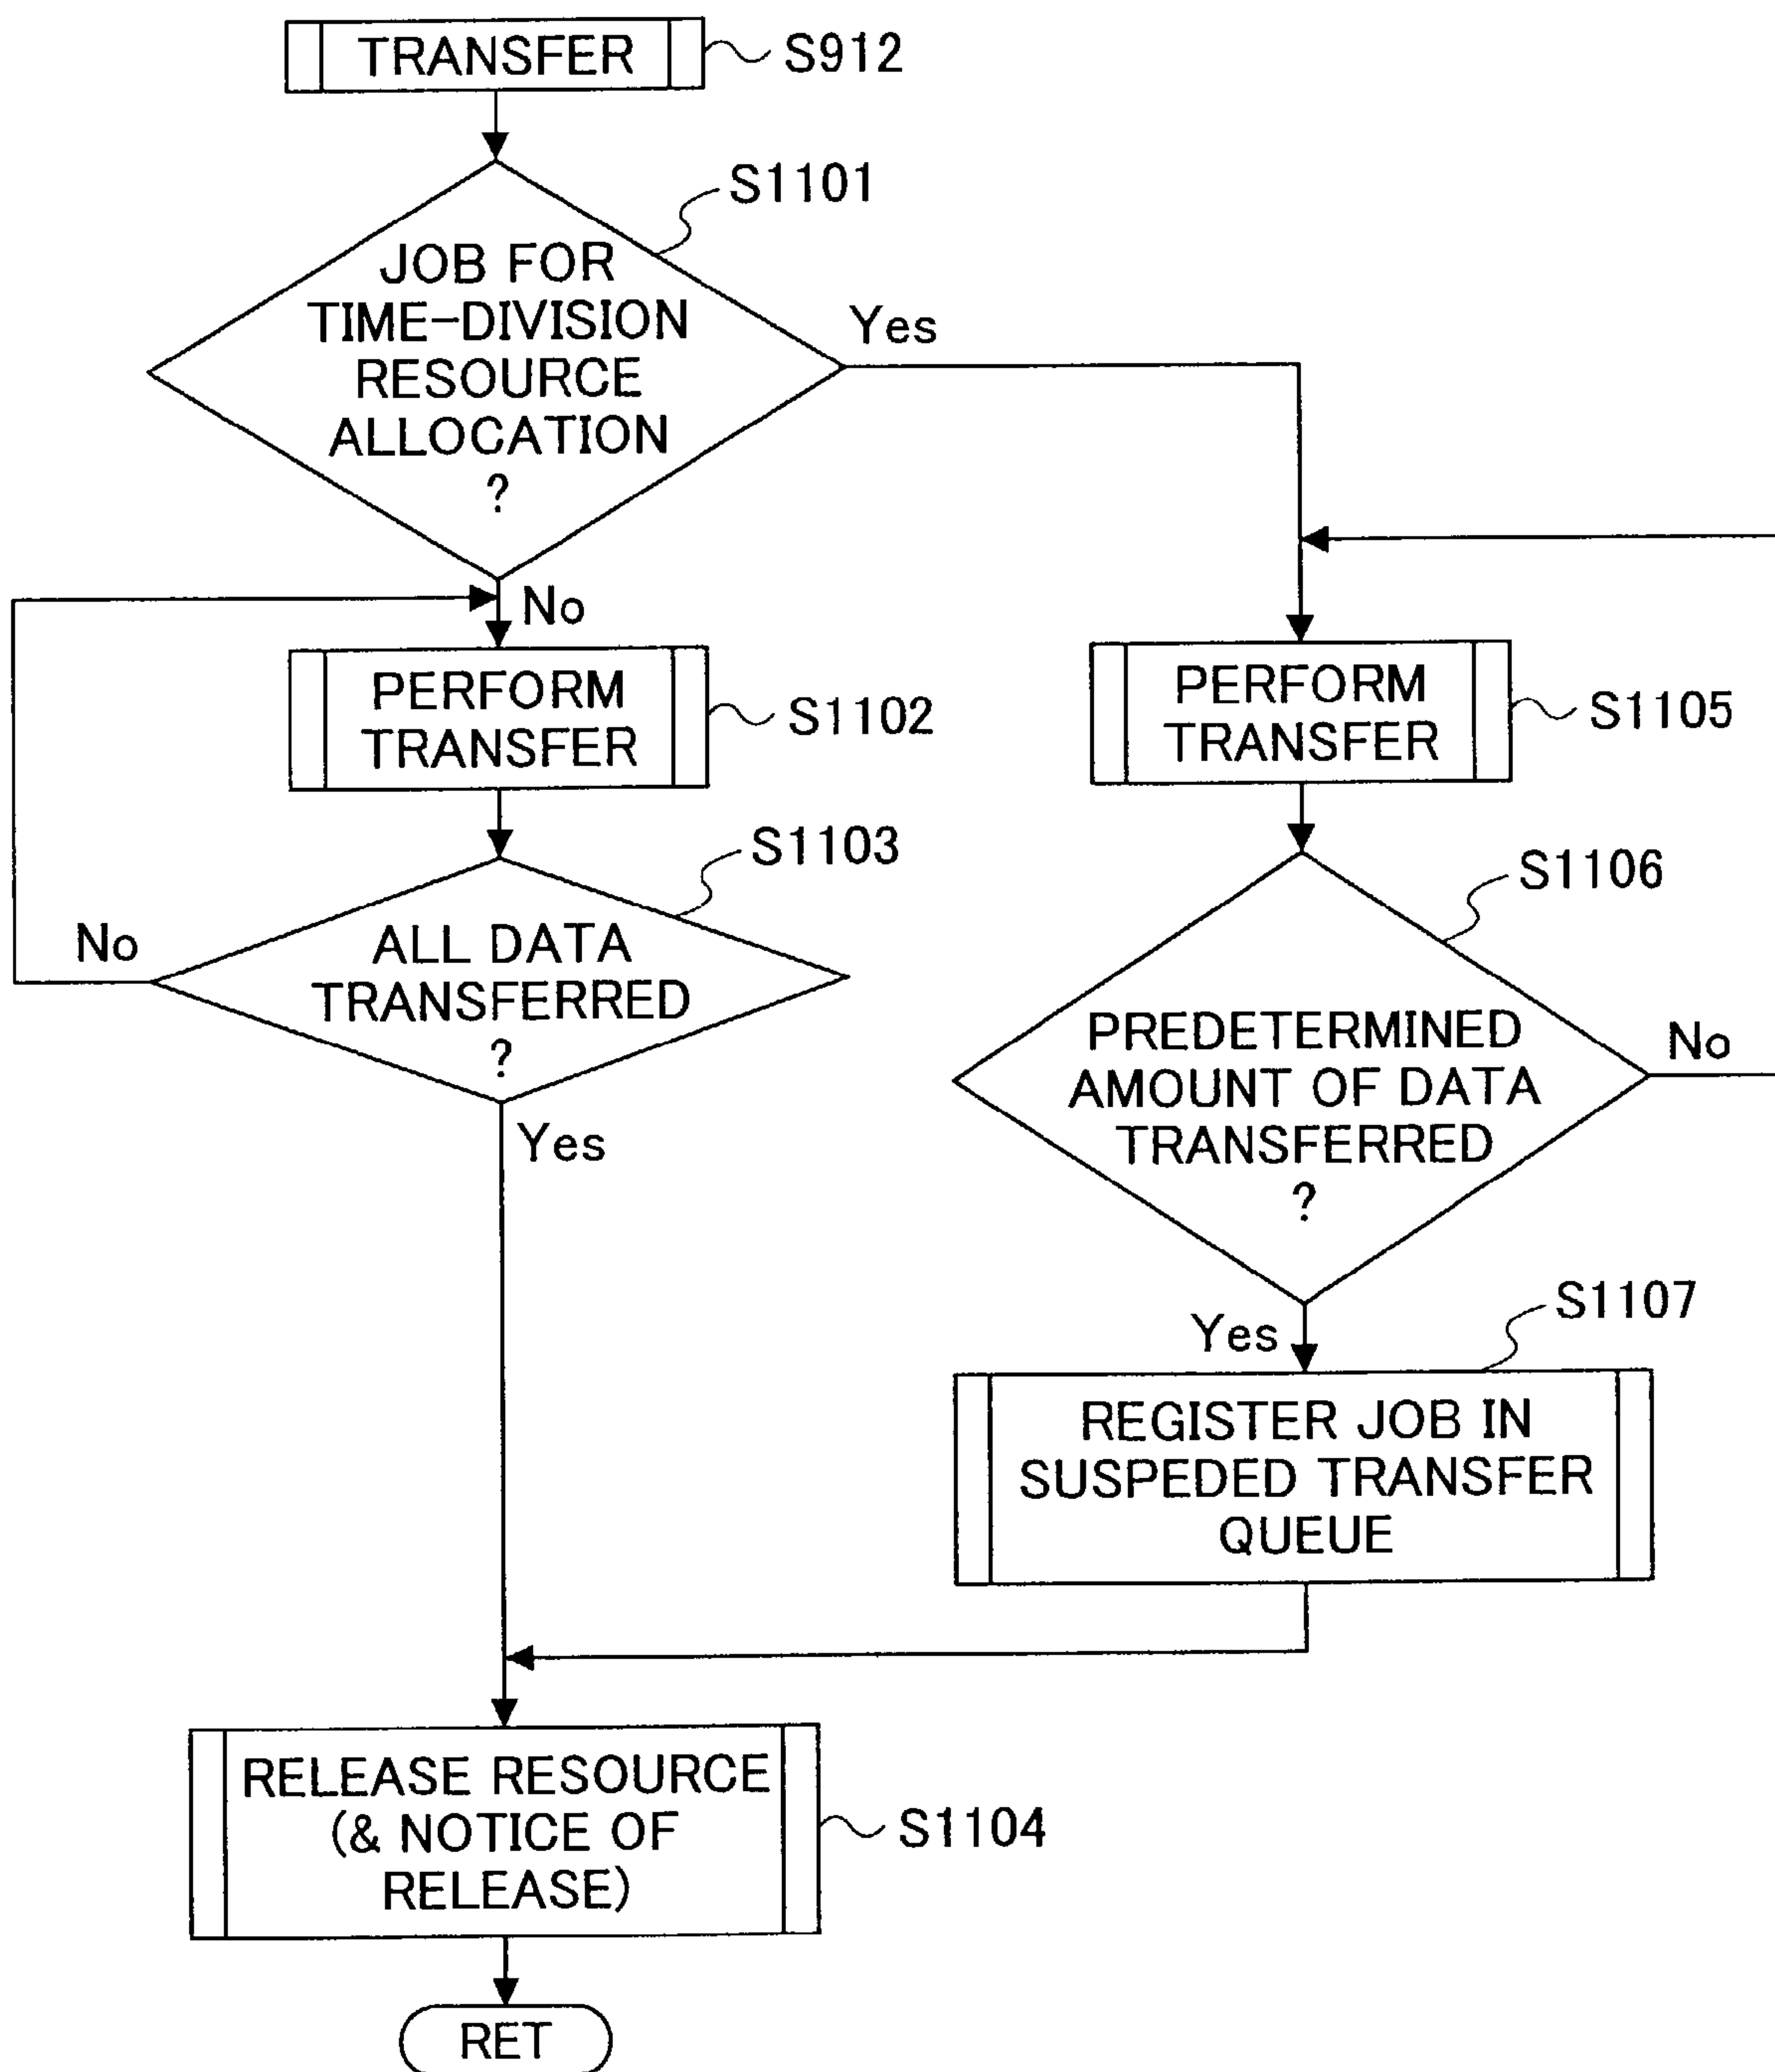 TRANSFER
S912
S1101
JOB FOR
TIME-DIVISION
RESOURCE
ALLOCATION
?
Yes
No
PERFORM
TRANSFER
S1102
PERFORM
TRANSFER
S1105
S1103
ALL DATA
TRANSFERRED
?
No
Yes
S1106
PREDETERMINED
AMOUNT OF DATA
TRANSFERRED
?
No
Yes
S1107
REGISTER JOB IN
SUSPEDED TRANSFER
QUEUE
RELEASE RESOURCE
(& NOTICE OF
RELEASE)
S1104
RET